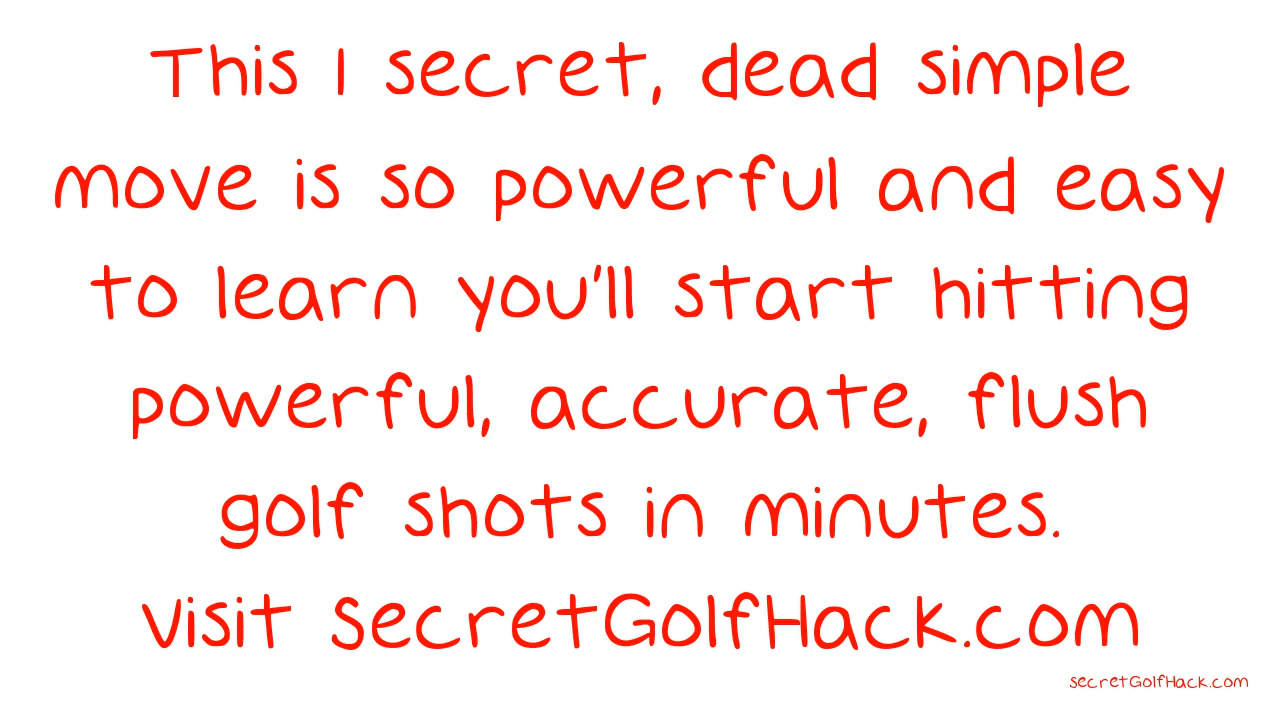 This 1 secret, dead simple
move is so powerful and easy
to learn you'll start hitting
powerful, accurate, flush
golf shots in minutes.
Visit SecretGolfHack.com
secretGolfHack.com